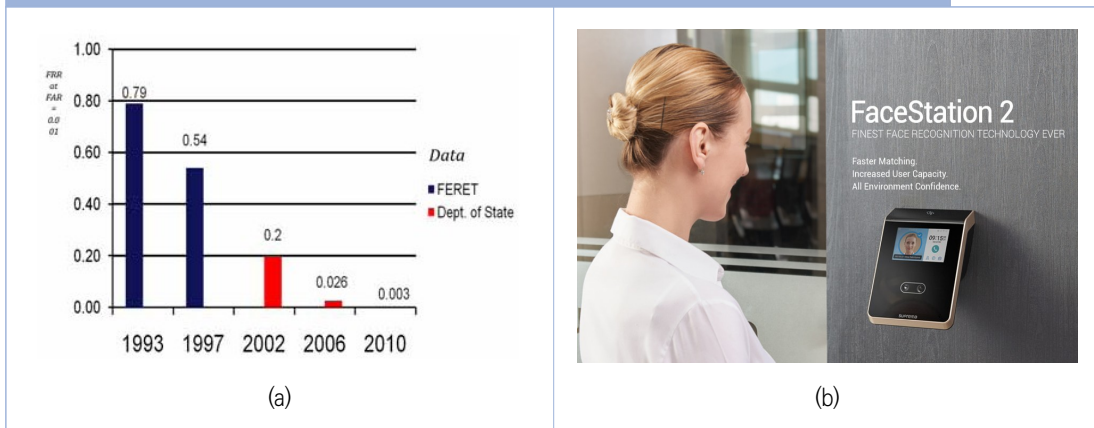 1.00
FRR
at
FAR
=
0.0
01
0.79
0.80
0.54
0.60
Data
FERET
0.40
Dept. of State
0.2
0.20
0.026
0.003
0.00
1993 1997 2002 2006 2010
(a)
FaceStation 2
FINEST FACE RECOGNITION TECHNOLOGY EVER
Faster Matching.
Increased User Capacity.
All Environment Confidence.
suprema
(b)